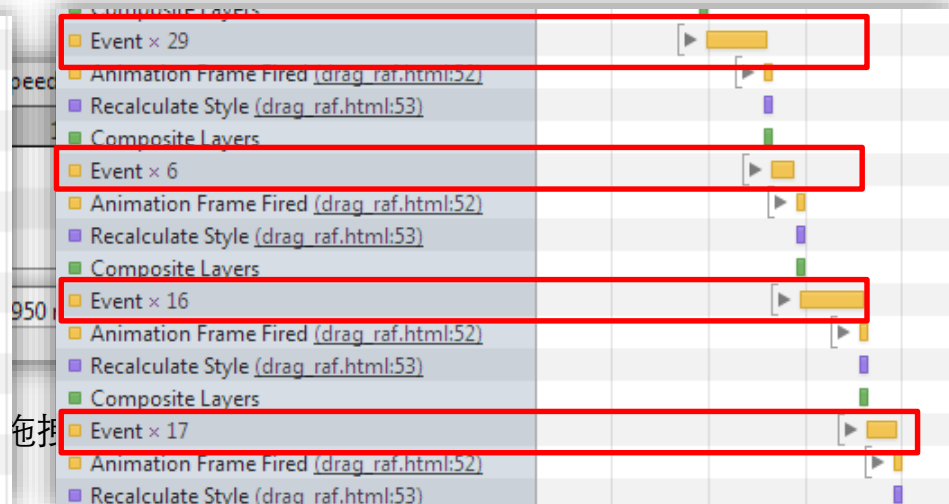 Composite Layers
Event × 29
Animation Frame Fired (drag_raf.html:52)
Recalculate Style (drag_raf.html:53)
Composite Layers
Event × 6
Animation Frame Fired (drag_raf.html:52)
Recalculate Style (drag_raf.html:53)
Composite Layers
950
Event × 16
Animation Frame Fired (drag_raf.html:52)
Recalculate Style (drag_raf.html:53)
Composite Layers
Event × 17
Animation Frame Fired (drag_raf.html:52)
Recalculate Style (drag_raf.html:53)